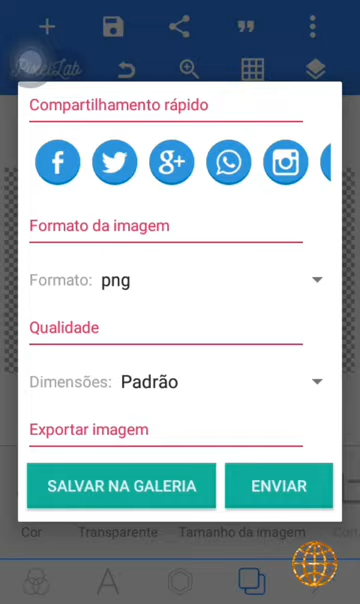 PixelLab
Compartilhamento rápido
Formato da imagem
Formato: png
Qualidade
Dimensões: Padrão
Exportar imagem
SALVAR NA GALERIA ENVIAR
Cor Transparente Tamanho da imagem